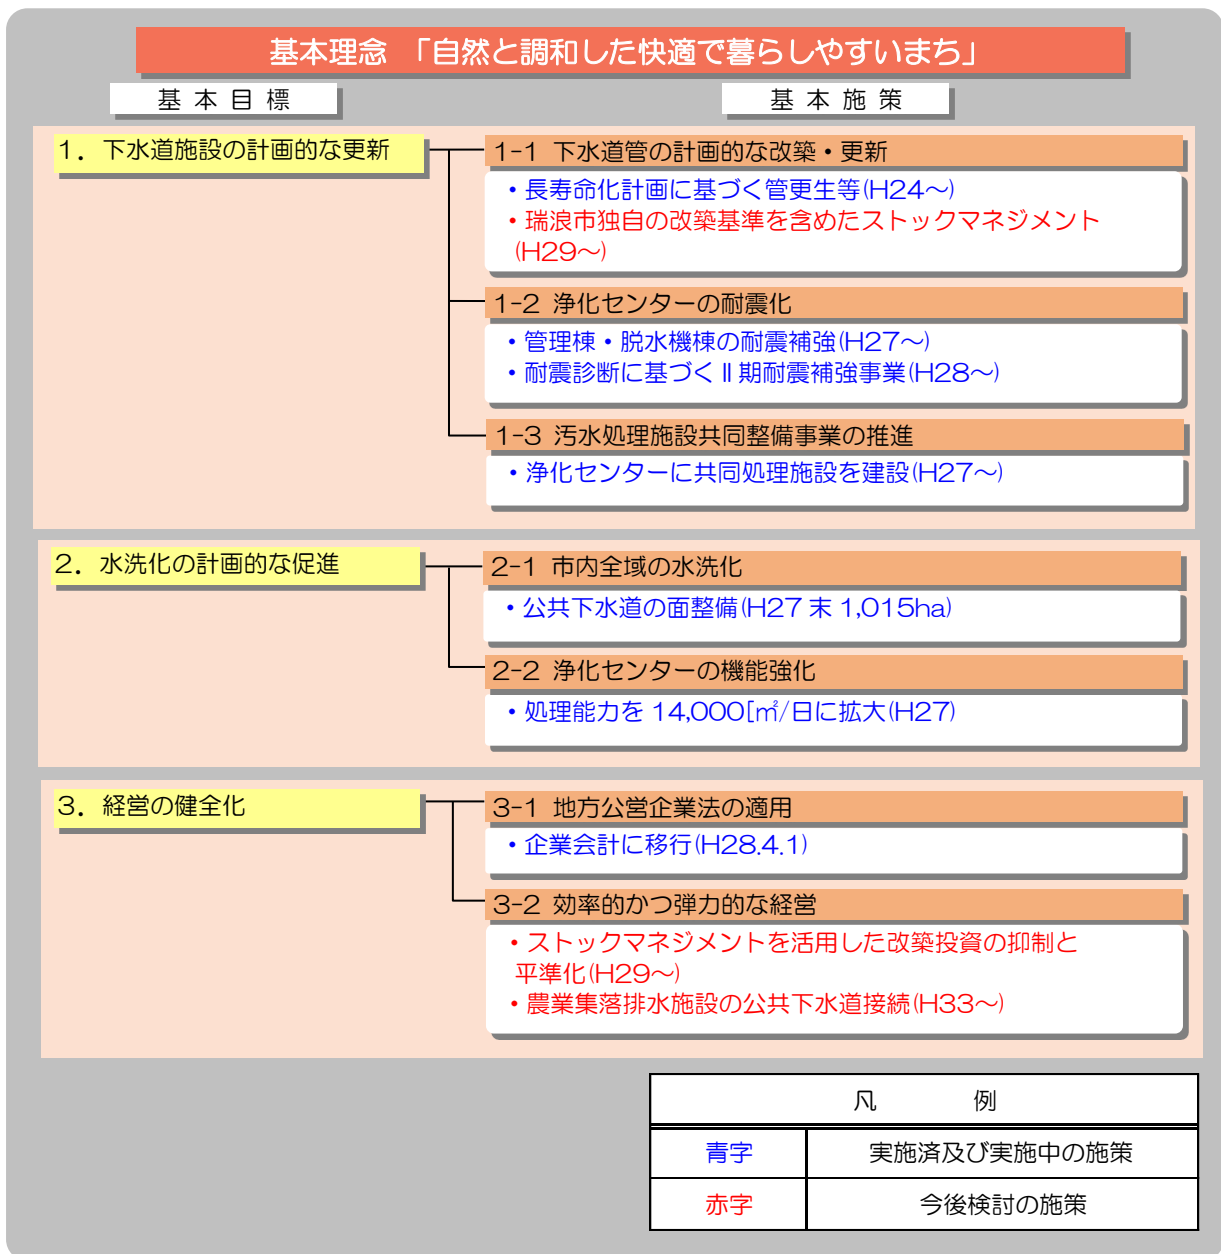 基本理念 「自然と調和した快適で暮らしやすいまち」
基本目標
基本施策
1. 下水道施設の計画的な更新
1-1 下水道管の計画的な改築・更新
・長寿命化計画に基づく管更生等(H24～)
・瑞浪市独自の改築基準を含めたストックマネジメント
(H29～)
1-2 浄化センターの耐震化
・管理棟・脱水機棟の耐震補強(H27～)
・耐震診断に基づくⅡ期耐震補強事業(H28～)
1-3 汚水処理施設共同整備事業の推進
・浄化センターに共同処理施設を建設(H27～)
2. 水洗化の計画的な促進
2-1 市内全域の水洗化
・公共下水道の面整備(H27 末 1,015ha)
2-2 浄化センターの機能強化
・処理能力を 14,000[㎥/日に拡大(H27)
3. 経営の健全化
3-1 地方公営企業法の適用
・企業会計に移行(H28.4.1)
3-2 効率的かつ弾力的な経営
・ストックマネジメントを活用した改築投資の抑制と
平準化(H29～)
・農業集落排水施設の公共下水道接続(H33～)
凡 例
青字 実施済及び実施中の施策
赤字 今後検討の施策